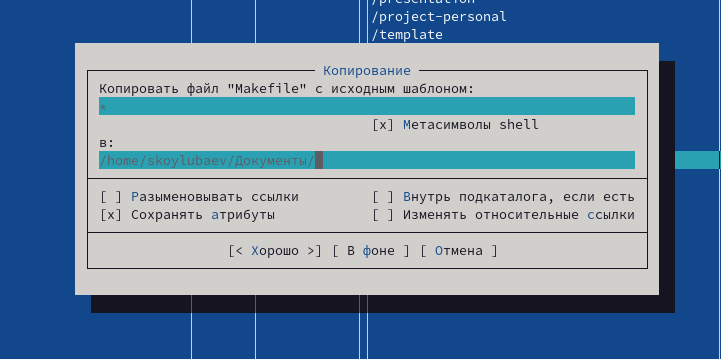 /presentation
/project-personal
/template
Копирование
Копировать файл "Makefile" с исходным шаблоном:
*
[x] Метасимволы shell
в:
/home/skoylubaev/Документы/
[ ] Разыменовывать ссылки [ ] Внутрь подкаталога, если есть
[x] Сохранять атрибуты [ ] Изменять относительные ссылки
[< Хорошо >] [ В фоне ] [ Отмена ]